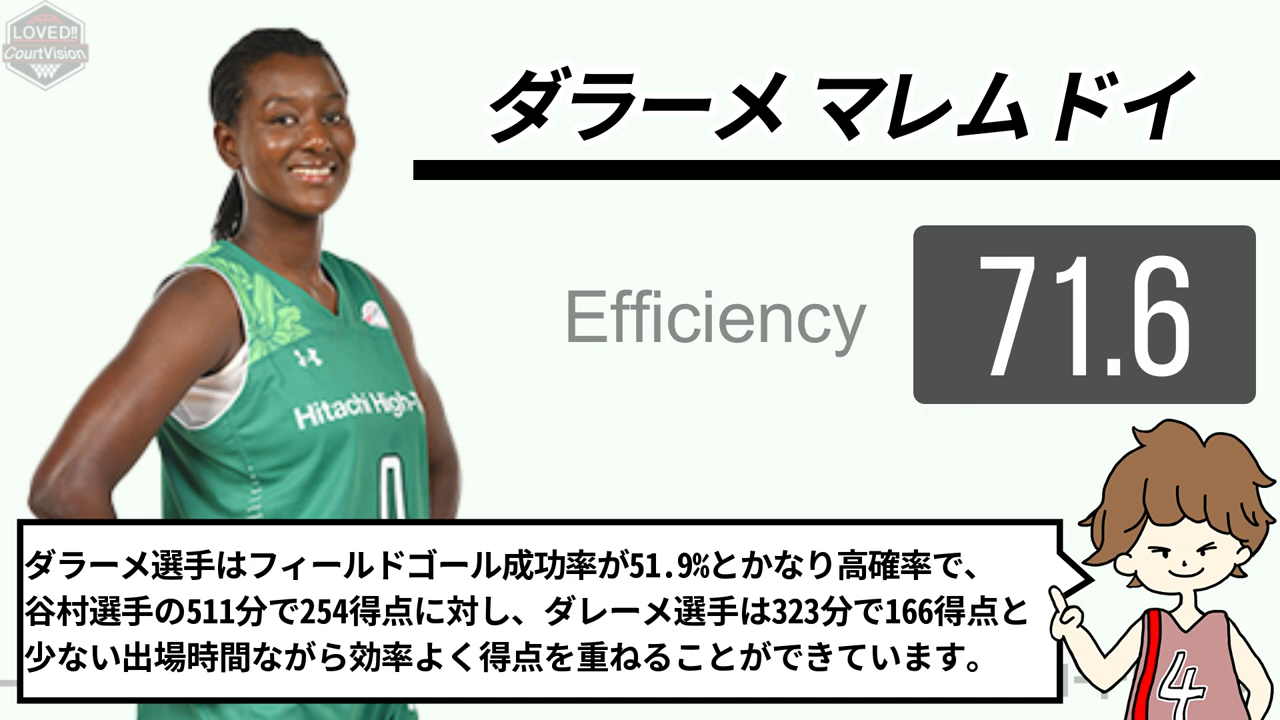 LOVED!!
CourtVision
ダラーメ マレム ドイ
Efficiency
71.6
Hitachi High-T
0
ダラーメ選手はフィールドゴール成功率が51.9%とかなり高確率で、
谷村選手の511分で254得点に対し、ダレーメ選手は323分で166得点と
少ない出場時間ながら効率よく得点を重ねることができています。
4